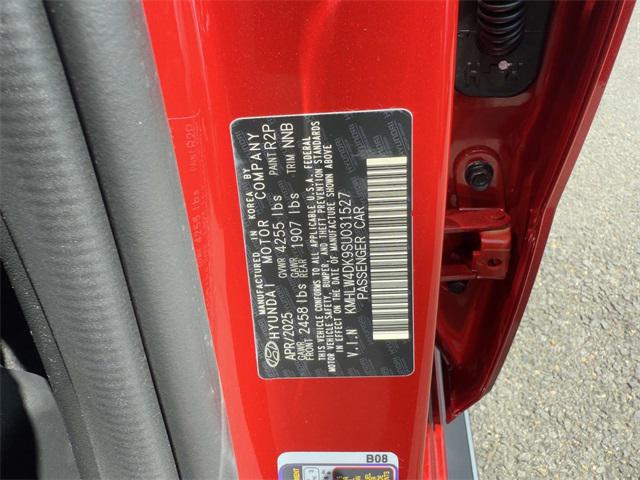 MANUFACTURED IN KOREA BY
HYUNDAI MOTOR COMPANY
APR/2025 GVWR 4255 lbs PAINT R2P
GAWR FRONT 2458 lbs GAWR REAR 1907 lbs TRIM NNB
THIS VEHICLE CONFORMS TO ALL APPLICABLE U.S.A. FEDERAL
MOTOR VEHICLE SAFETY, BUMPER, AND THEFT PREVENTION STANDARDS
IN EFFECT ON THE DATE OF MANUFACTURE SHOWN ABOVE
V.I.N
PASSENGER CAR
B08